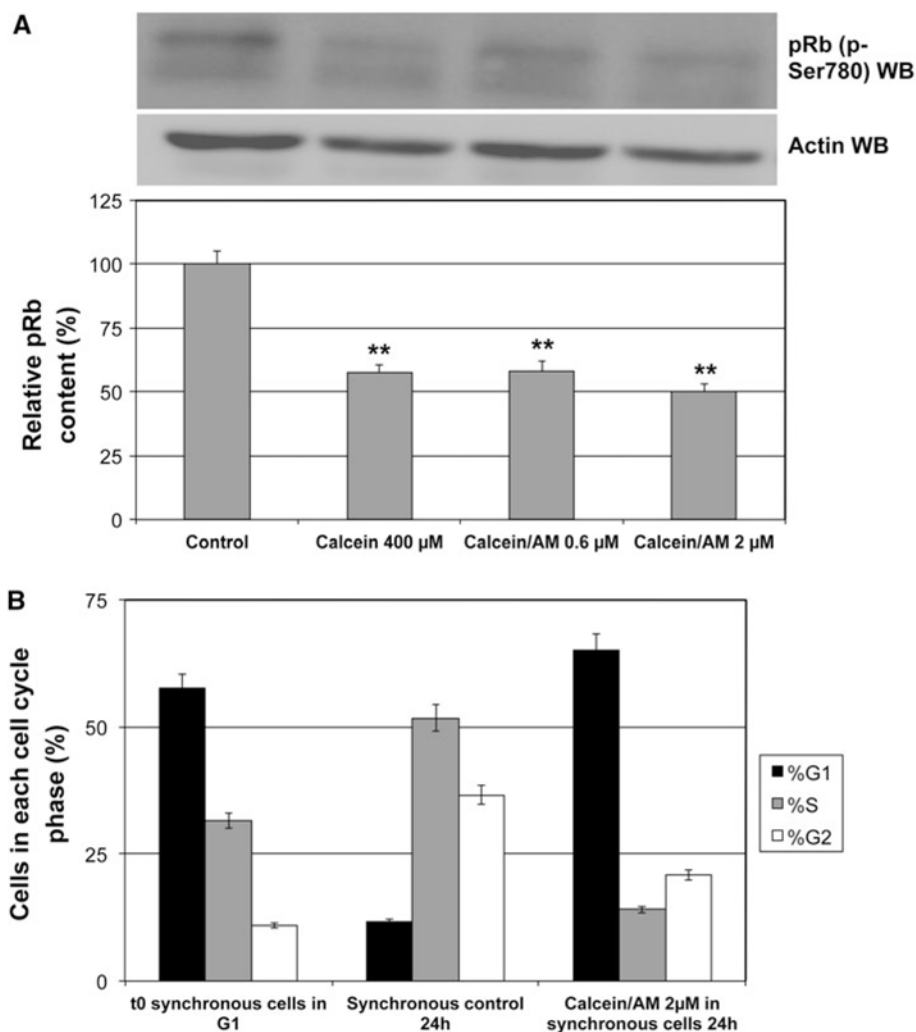 A
pRb (p-
Ser780) WB
Actin WB
125
100
75
50
25
0
Relative pRb
content (%)
**
**
**
Control
Calcein 400 µM
Calcein/AM 0.6 µM
Calcein/AM 2 µM
B
75
50
25
0
Cells in each cell cycle
phase (%)
%G1
%S
%G2
t0 synchronous cells in
G1
Synchronous control
24h
Calcein/AM 2µM in
synchronous cells 24h